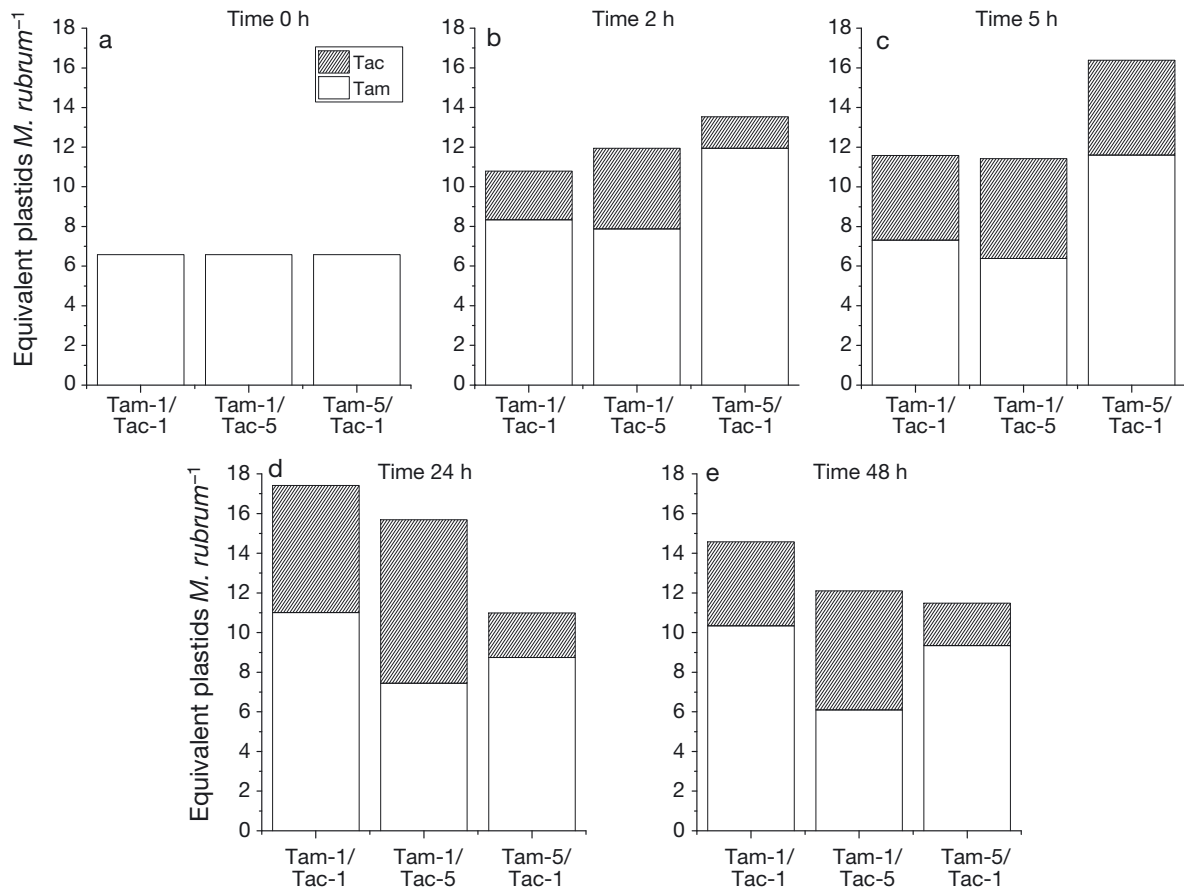 Time 0 h
Time 2 h
Time 5 h
a
b
c
Tac
Tam
Equivalent plastids M. rubrum⁻¹
18
16
14
12
10
8
6
4
2
0
18
16
14
12
10
8
6
4
2
0
18
16
14
12
10
8
6
4
2
0
Tam-1/ Tam-1/ Tam-5/
Tac-1 Tac-5 Tac-1
Tam-1/ Tam-1/ Tam-5/
Tac-1 Tac-5 Tac-1
Tam-1/ Tam-1/ Tam-5/
Tac-1 Tac-5 Tac-1
d
Time 24 h
e
Time 48 h
Equivalent plastids M. rubrum⁻¹
18
16
14
12
10
8
6
4
2
0
18
16
14
12
10
8
6
4
2
0
Tam-1/ Tam-1/ Tam-5/
Tac-1 Tac-5 Tac-1
Tam-1/ Tam-1/ Tam-5/
Tac-1 Tac-5 Tac-1